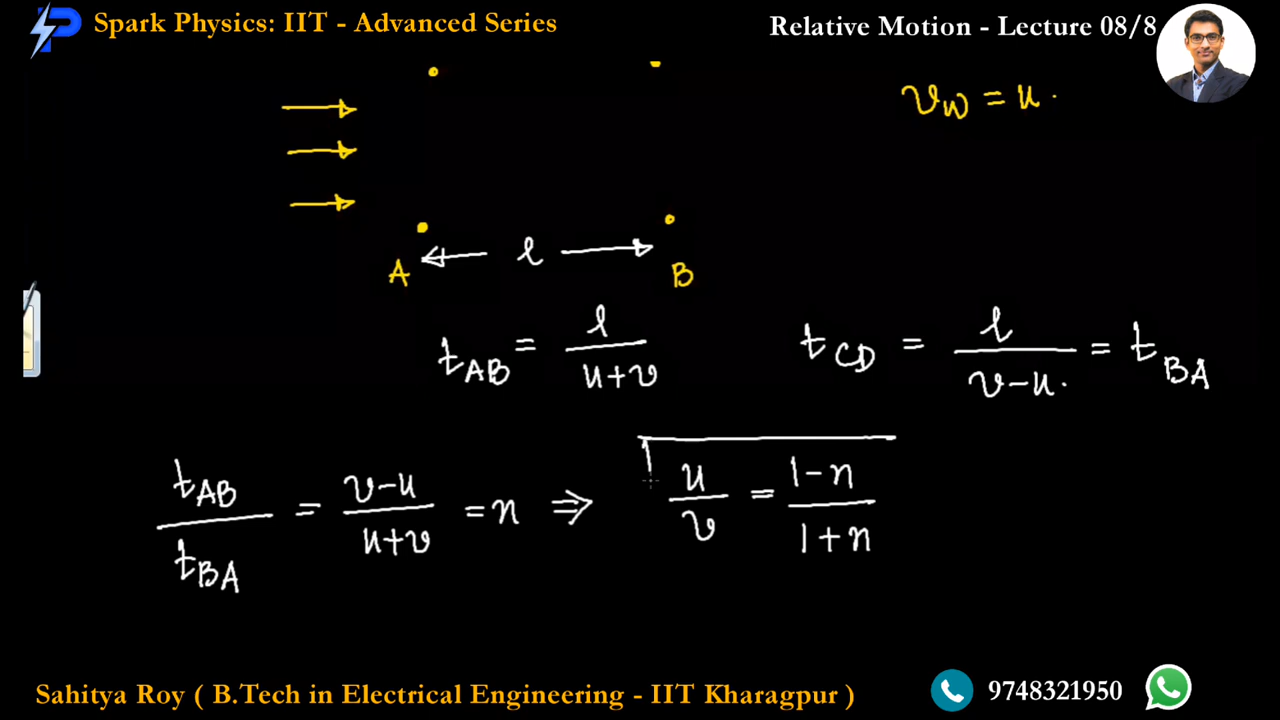 Spark Physics: IIT - Advanced Series
Relative Motion - Lecture 08/8
v_W = u.
l
A B
t_AB = l/(u+v) t_CD = l/(v-u). = t_BA
t_AB/t_BA = (v-u)/(u+v) = n ⇒ u/v = (1-n)/(1+n)
Sahitya Roy ( B.Tech in Electrical Engineering - IIT Kharagpur )
9748321950